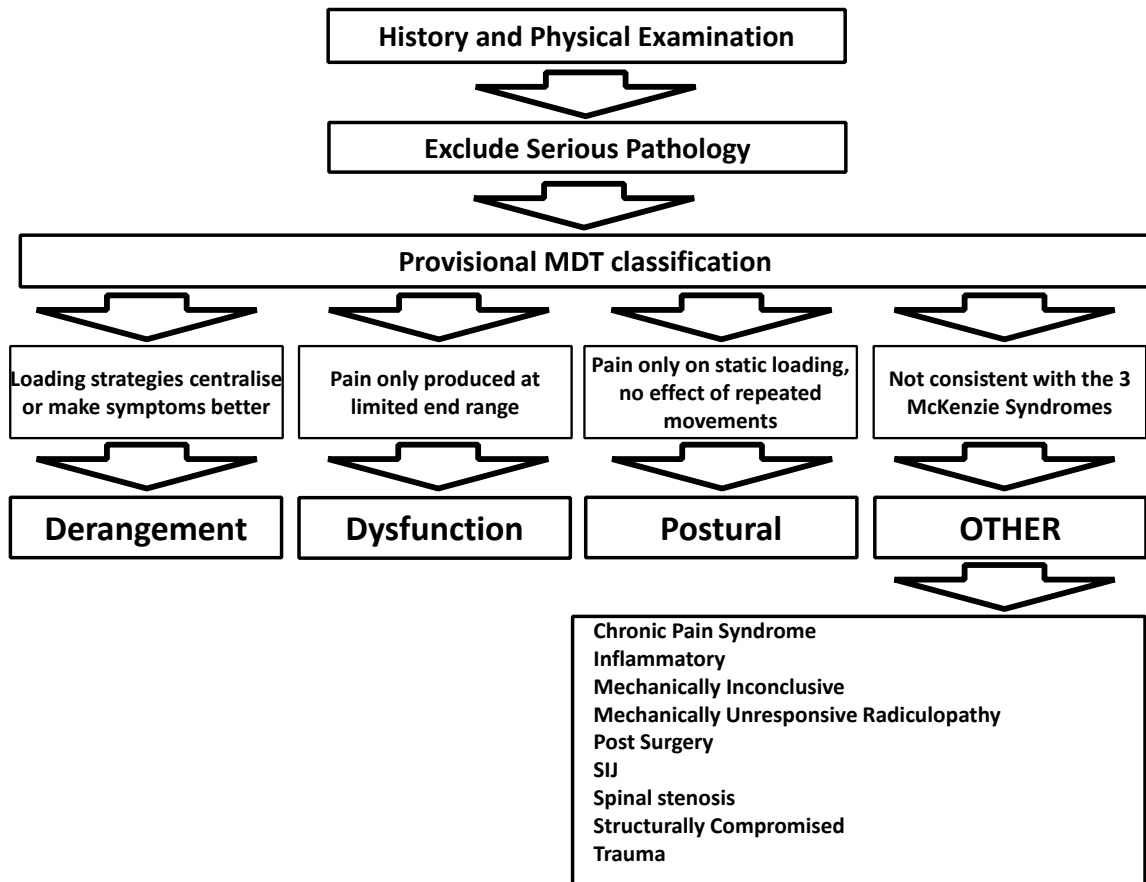 History and Physical Examination
Exclude Serious Pathology
Provisional MDT classification
Loading strategies centralise
or make symptoms better
Pain only produced at
limited end range
Pain only on static loading,
no effect of repeated
movements
Not consistent with the 3
McKenzie Syndromes
Derangement
Dysfunction
Postural
OTHER
Chronic Pain Syndrome
Inflammatory
Mechanically Inconclusive
Mechanically Unresponsive Radiculopathy
Post Surgery
SIJ
Spinal stenosis
Structurally Compromised
Trauma